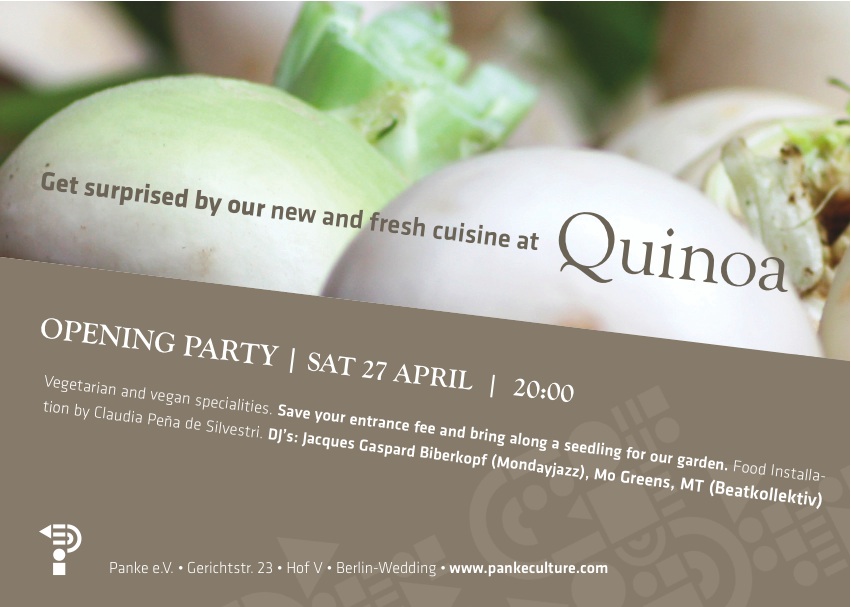 Get surprised by our new and fresh cuisine at Quinoa
OPENING PARTY | SAT 27 APRIL | 20:00
Vegetarian and vegan specialities. Save your entrance fee and bring along a seedling for our garden. Food Installa-
tion by Claudia Peña de Silvestri. DJ's: Jacques Gaspard Biberkopf (Mondayjazz), Mo Greens, MT (Beatkollektiv)
Panke e.V. • Gerichtstr. 23 • Hof V • Berlin-Wedding • www.pankeculture.com